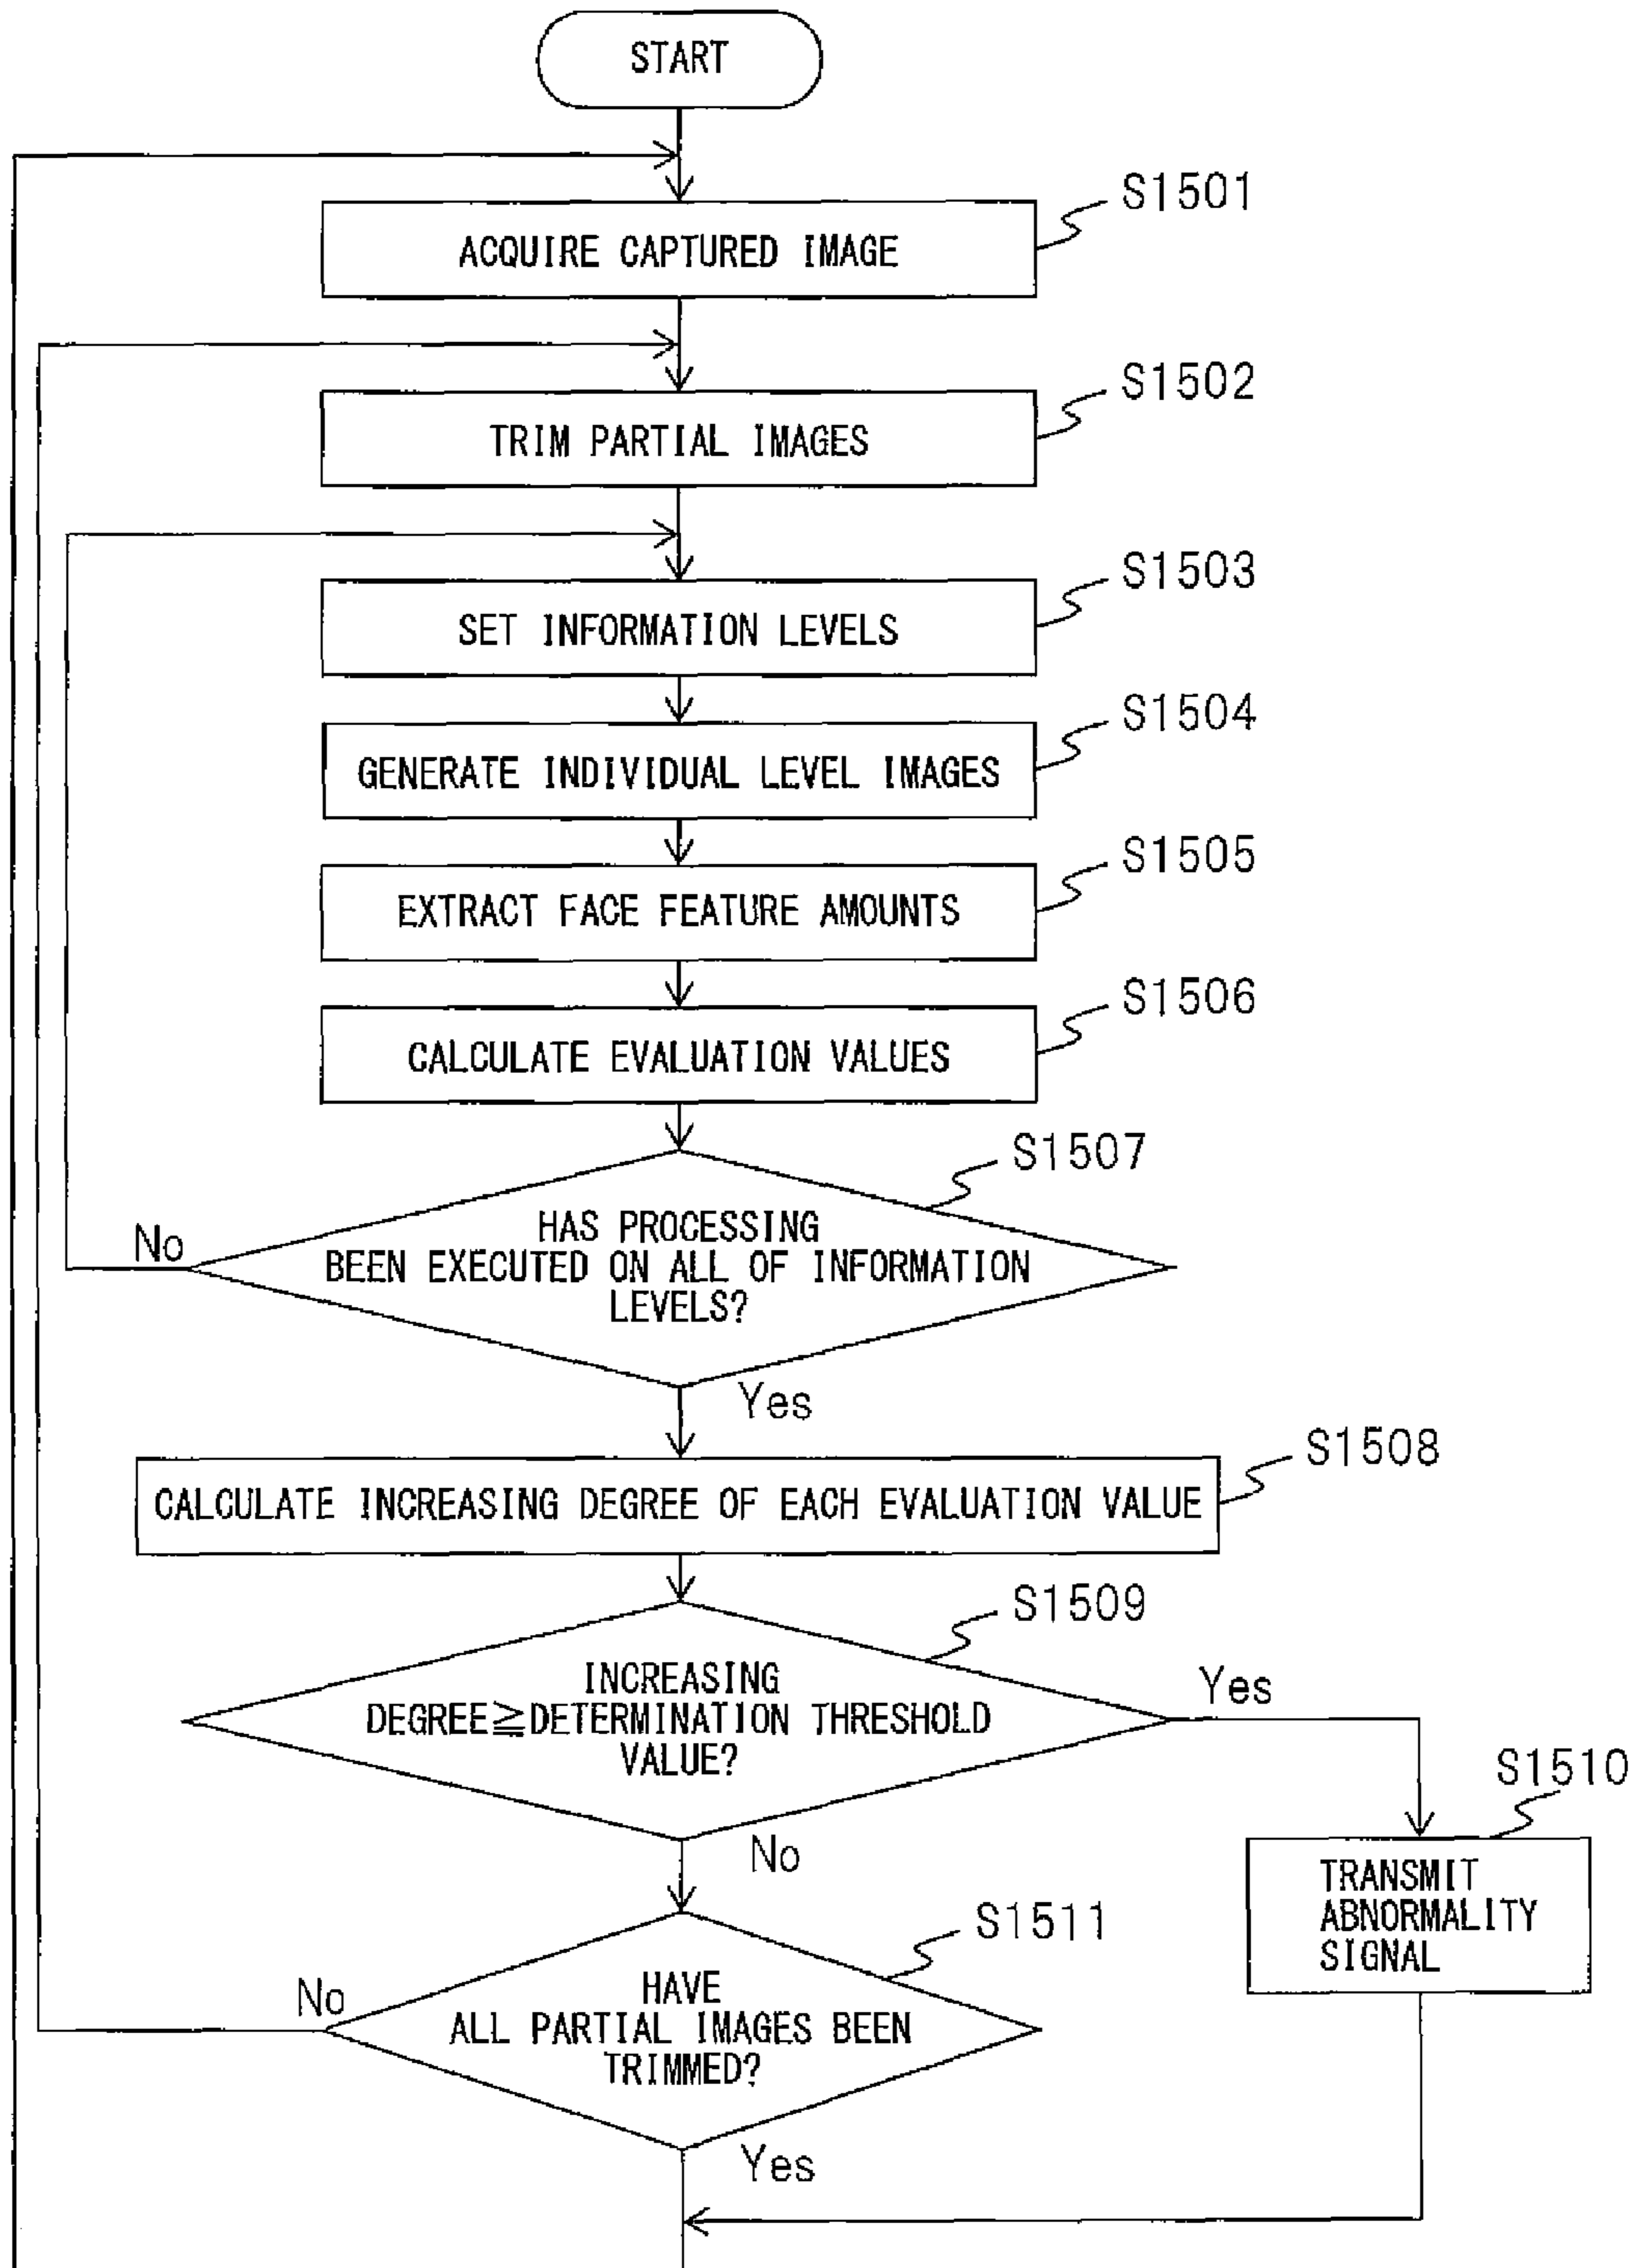 START
S1501
ACQUIRE CAPTURED IMAGE
S1502
TRIM PARTIAL IMAGES
S1503
SET INFORMATION LEVELS
S1504
GENERATE INDIVIDUAL LEVEL IMAGES
S1505
EXTRACT FACE FEATURE AMOUNTS
S1506
CALCULATE EVALUATION VALUES
S1507
HAS PROCESSING
BEEN EXECUTED ON ALL OF INFORMATION
LEVELS?
No
Yes
S1508
CALCULATE INCREASING DEGREE OF EACH EVALUATION VALUE
S1509
INCREASING
DEGREE≧DETERMINATION THRESHOLD
VALUE?
Yes
No
S1510
TRANSMIT
ABNORMALITY
SIGNAL
S1511
HAVE
ALL PARTIAL IMAGES BEEN
TRIMMED?
No
Yes